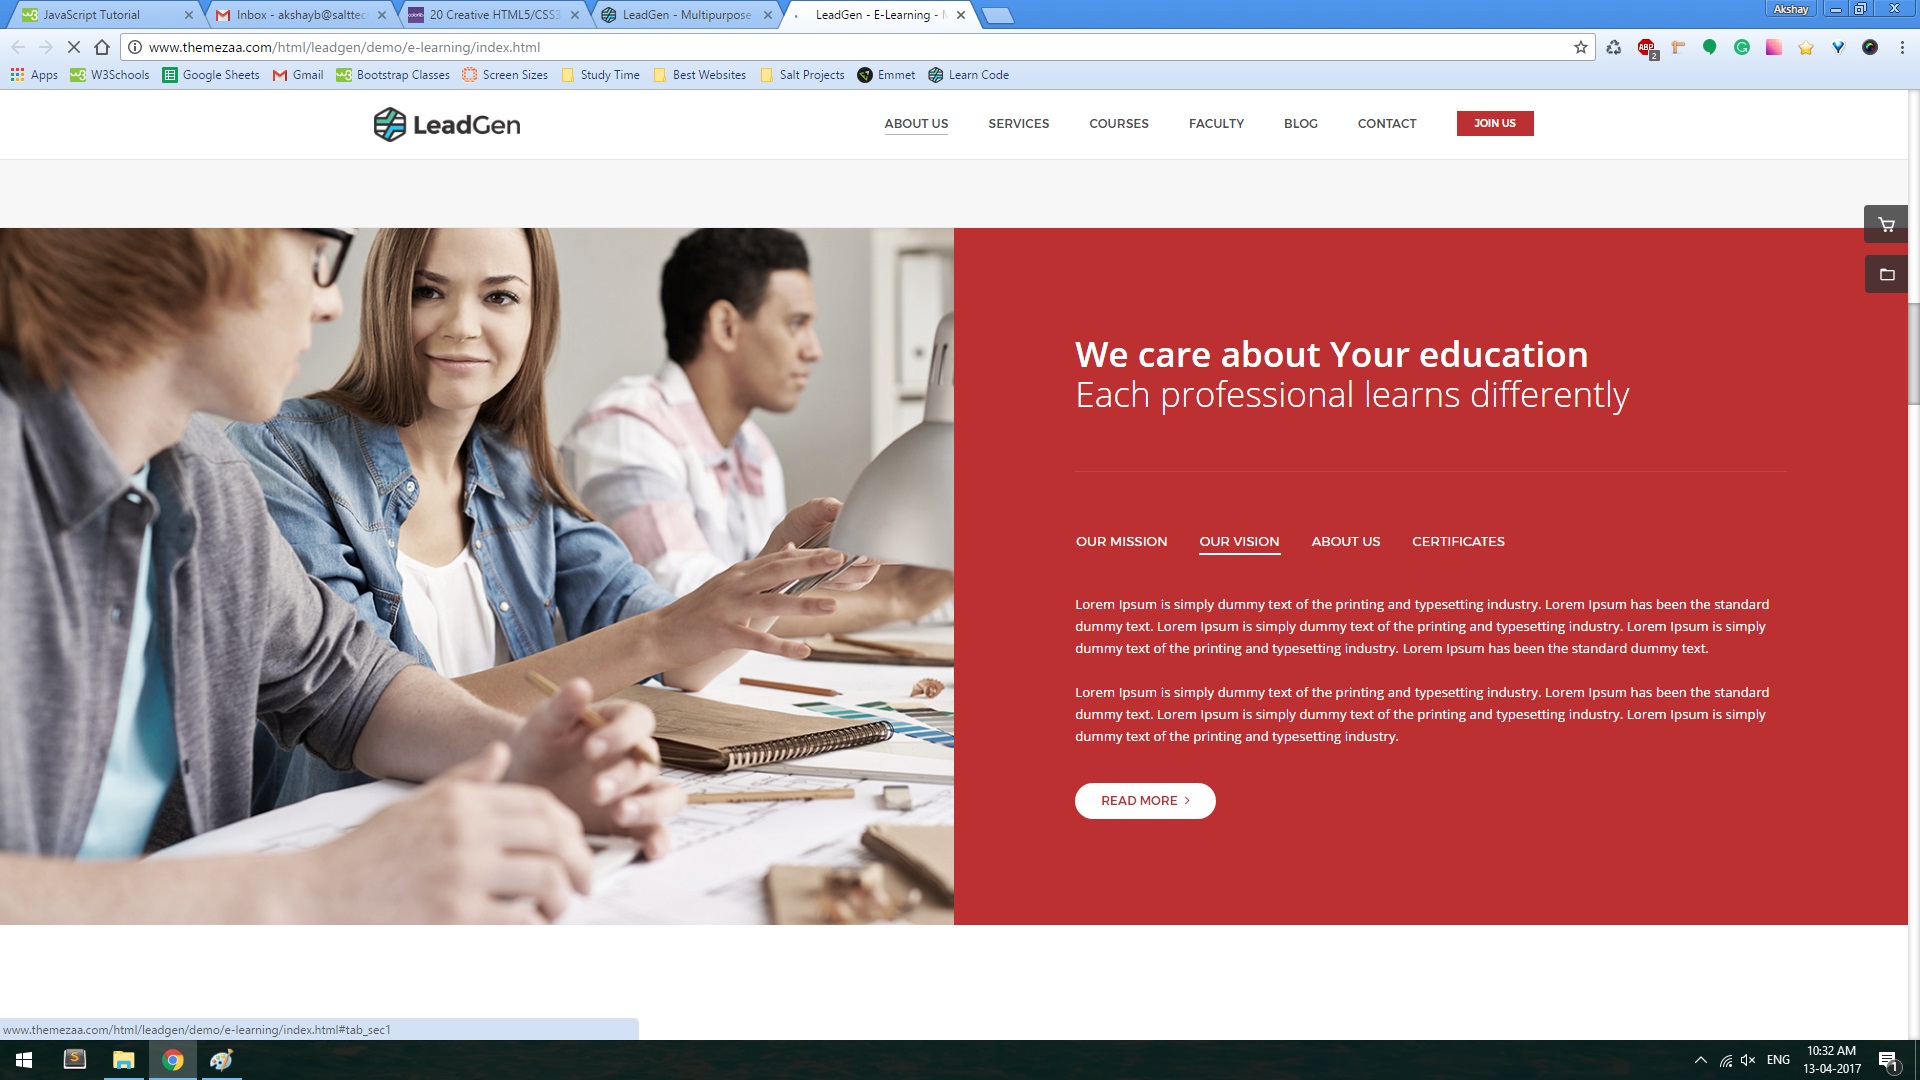 JavaScript Tutorial
Inbox - akshayb@salttec
20 Creative HTML5/CSS3
LeadGen - Multipurpose
LeadGen - E-Learning -
Akshay
www.themezaa.com/html/leadgen/demo/e-learning/index.html
ABP
2
Apps
W3Schools
Google Sheets
Gmail
Bootstrap Classes
Screen Sizes
Study Time
Best Websites
Salt Projects
Emmet
Learn Code
LeadGen
ABOUT US
SERVICES
COURSES
FACULTY
BLOG
CONTACT
JOIN US
We care about Your education
Each professional learns differently
OUR MISSION
OUR VISION
ABOUT US
CERTIFICATES
Lorem Ipsum is simply dummy text of the printing and typesetting industry. Lorem Ipsum has been the standard
dummy text. Lorem Ipsum is simply dummy text of the printing and typesetting industry. Lorem Ipsum is simply
dummy text of the printing and typesetting industry. Lorem Ipsum has been the standard dummy text.
Lorem Ipsum is simply dummy text of the printing and typesetting industry. Lorem Ipsum has been the standard
dummy text. Lorem Ipsum is simply dummy text of the printing and typesetting industry. Lorem Ipsum is simply
dummy text of the printing and typesetting industry.
READ MORE >
www.themezaa.com/html/leadgen/demo/e-learning/index.html#tab_sec1
ENG
10:32 AM
13-04-2017
1